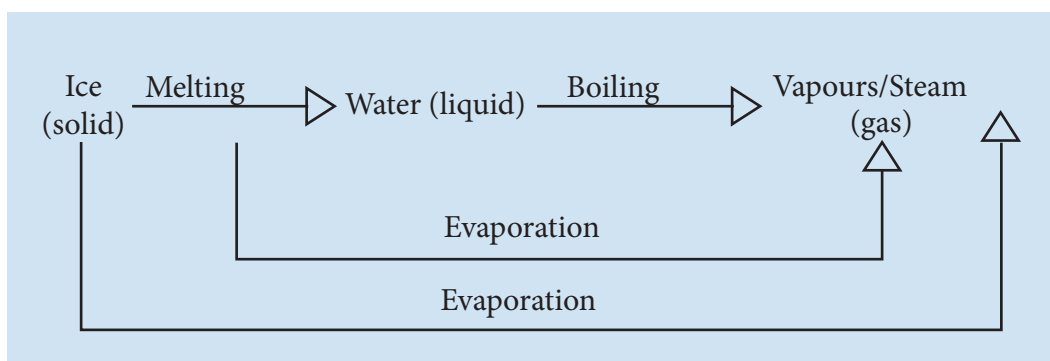 Ice
(solid)
Melting
Water (liquid)
Boiling
Vapours/Steam
(gas)
Evaporation
Evaporation